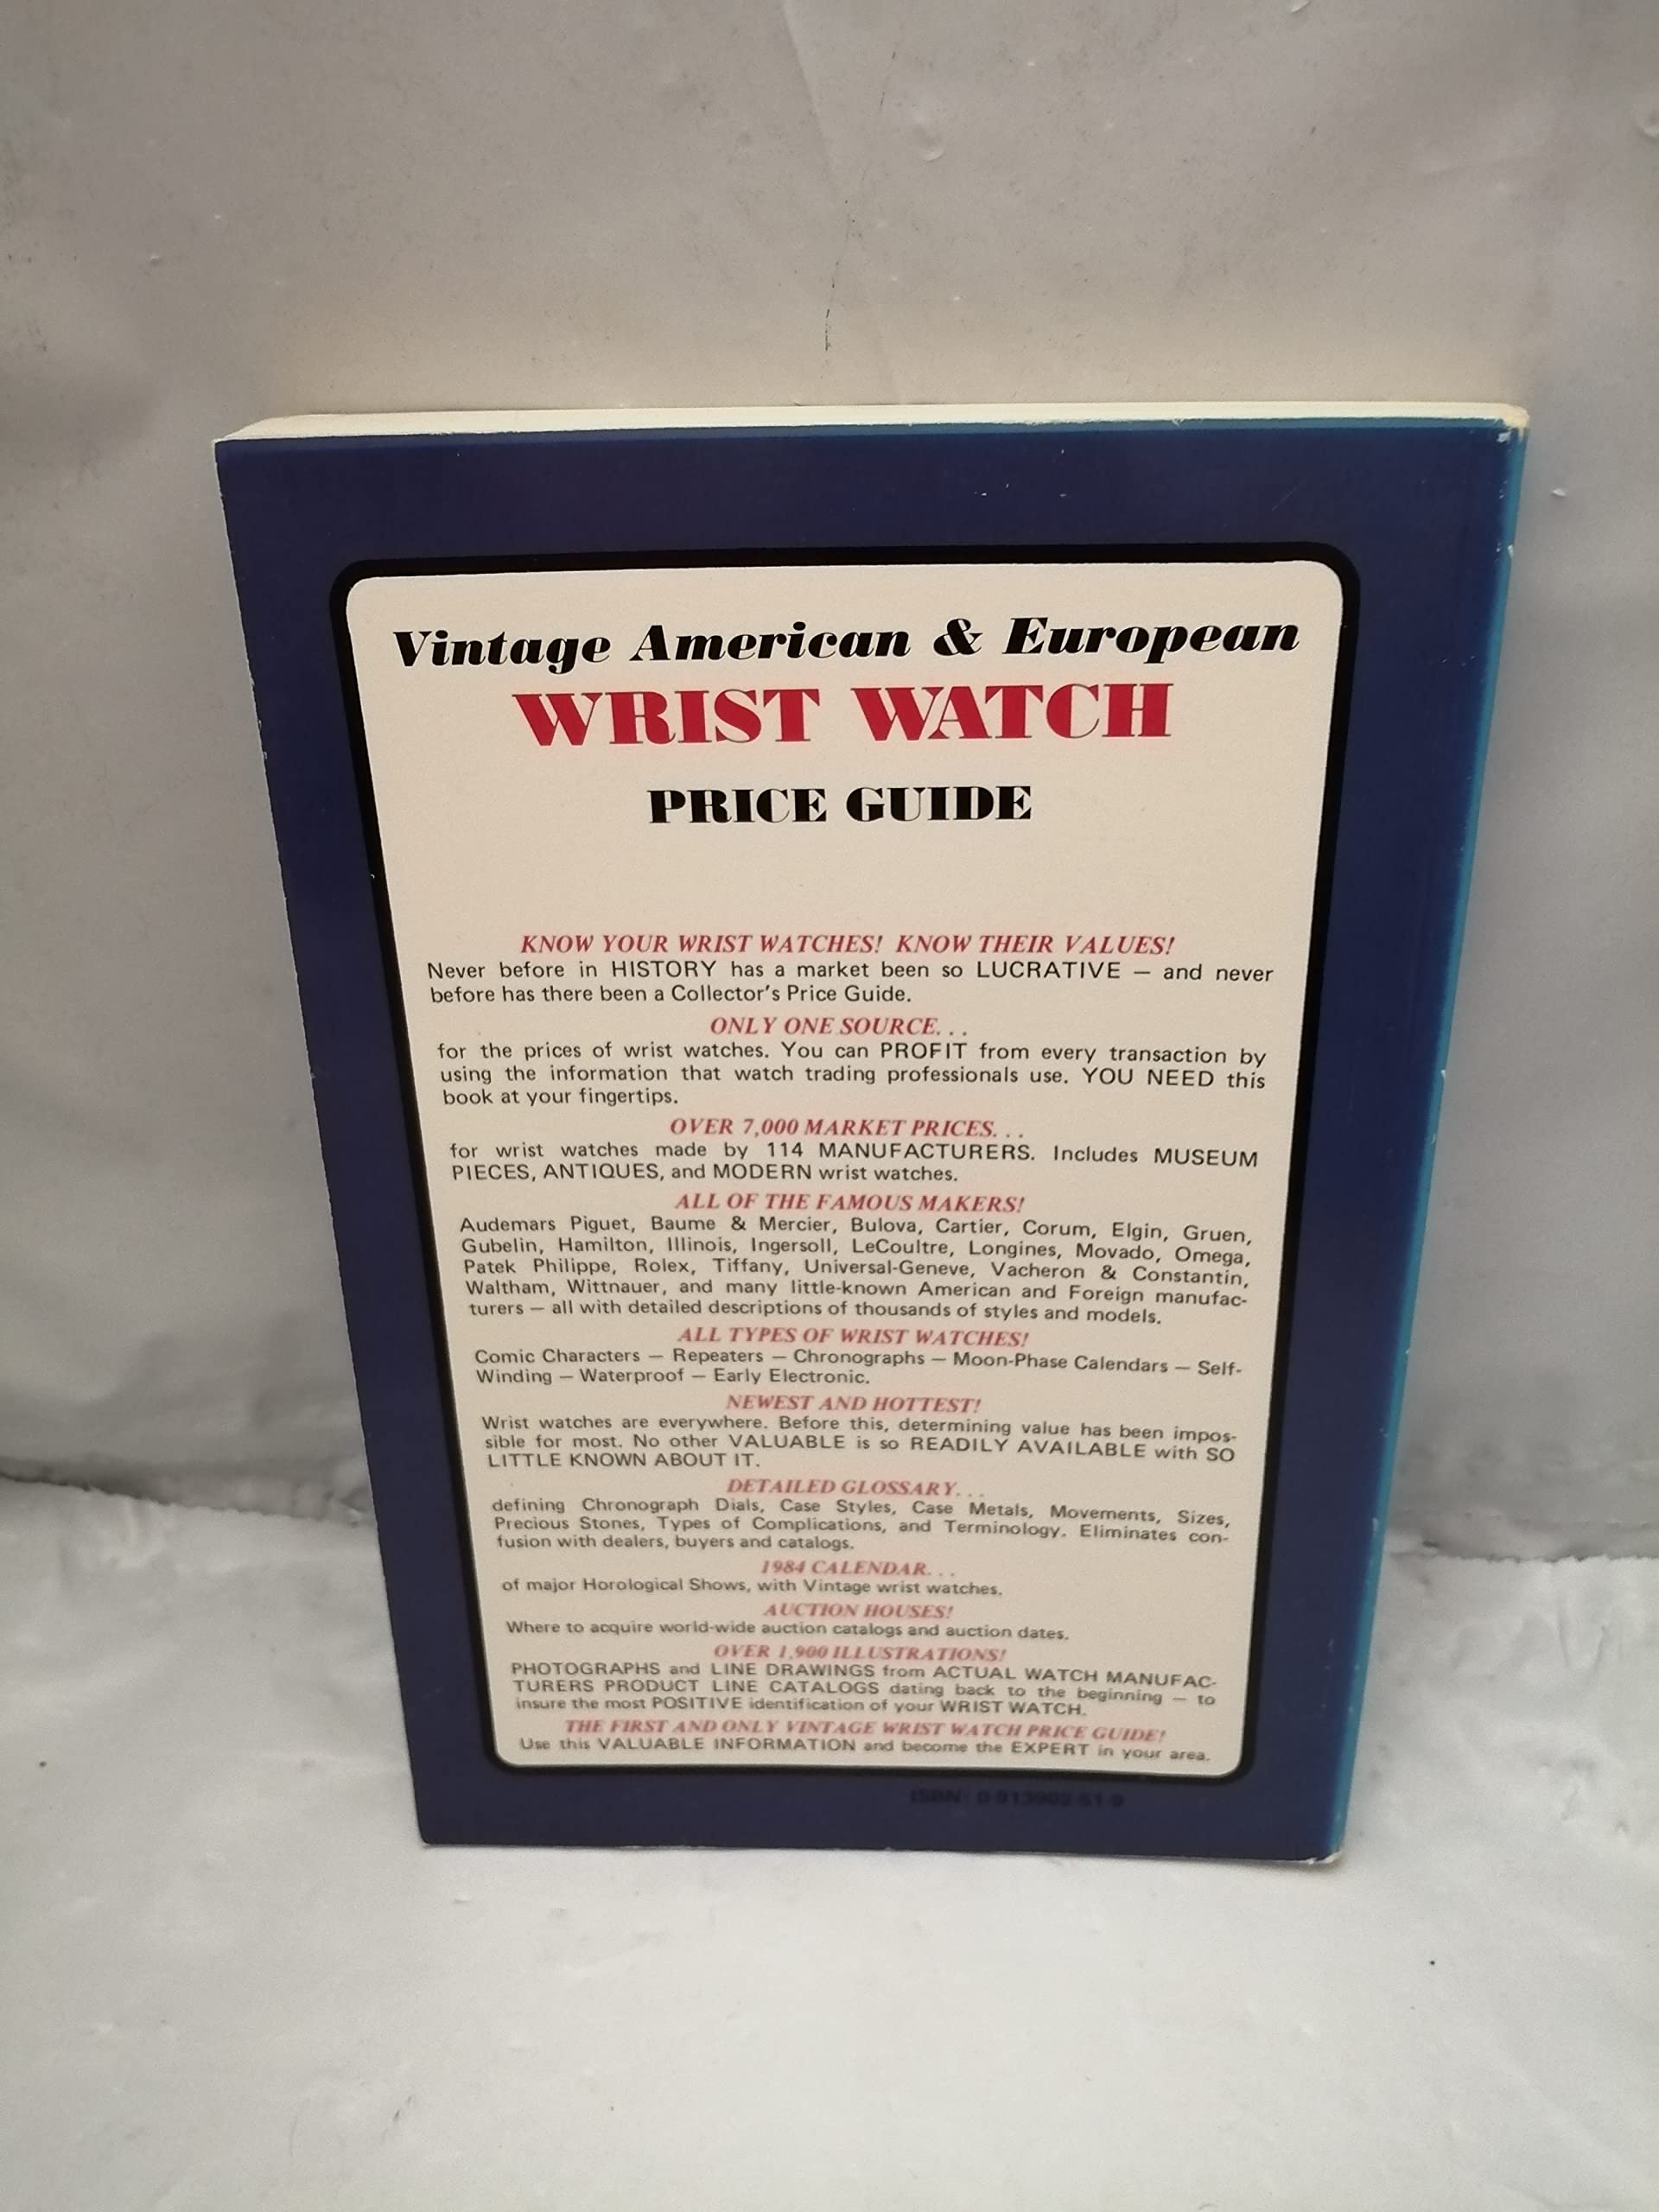 Vintage American & European
WRIST WATCH
PRICE GUIDE
KNOW YOUR WRIST WATCHES! KNOW THEIR VALUES!
Never before in HISTORY has a market been so LUCRATIVE — and never
before has there been a Collector's Price Guide.
ONLY ONE SOURCE. . .
for the prices of wrist watches. You can PROFIT from every transaction by
using the information that watch trading professionals use. YOU NEED this
book at your fingertips.
OVER 7,000 MARKET PRICES. . .
for wrist watches made by 114 MANUFACTURERS. Includes MUSEUM
PIECES, ANTIQUES, and MODERN wrist watches.
ALL OF THE FAMOUS MAKERS!
Audemars Piguet, Baume & Mercier, Bulova, Cartier, Corum, Elgin, Gruen,
Gubelin, Hamilton, Illinois, Ingersoll, LeCoultre, Longines, Movado, Omega,
Patek Philippe, Rolex, Tiffany, Universal-Geneve, Vacheron & Constantin,
Waltham, Wittnauer, and many little-known American and Foreign manufac-
turers — all with detailed descriptions of thousands of styles and models.
ALL TYPES OF WRIST WATCHES!
Comic Characters — Repeaters — Chronographs — Moon-Phase Calendars — Self-
Winding — Waterproof — Early Electronic.
NEWEST AND HOTTEST!
Wrist watches are everywhere. Before this, determining value has been impos-
sible for most. No other VALUABLE is so READILY AVAILABLE with SO
LITTLE KNOWN ABOUT IT.
DETAILED GLOSSARY. . .
defining Chronograph Dials, Case Styles, Case Metals, Movements, Sizes,
Precious Stones, Types of Complications, and Terminology. Eliminates con-
fusion with dealers, buyers and catalogs.
1984 CALENDAR. . .
of major Horological Shows, with Vintage wrist watches.
AUCTION HOUSES!
Where to acquire world-wide auction catalogs and auction dates.
OVER 1,900 ILLUSTRATIONS!
PHOTOGRAPHS and LINE DRAWINGS from ACTUAL WATCH MANUFAC-
TURERS PRODUCT LINE CATALOGS dating back to the beginning — to
insure the most POSITIVE identification of your WRIST WATCH.
THE FIRST AND ONLY VINTAGE WRIST WATCH PRICE GUIDE!
Use this VALUABLE INFORMATION and become the EXPERT in your area.
ISBN: